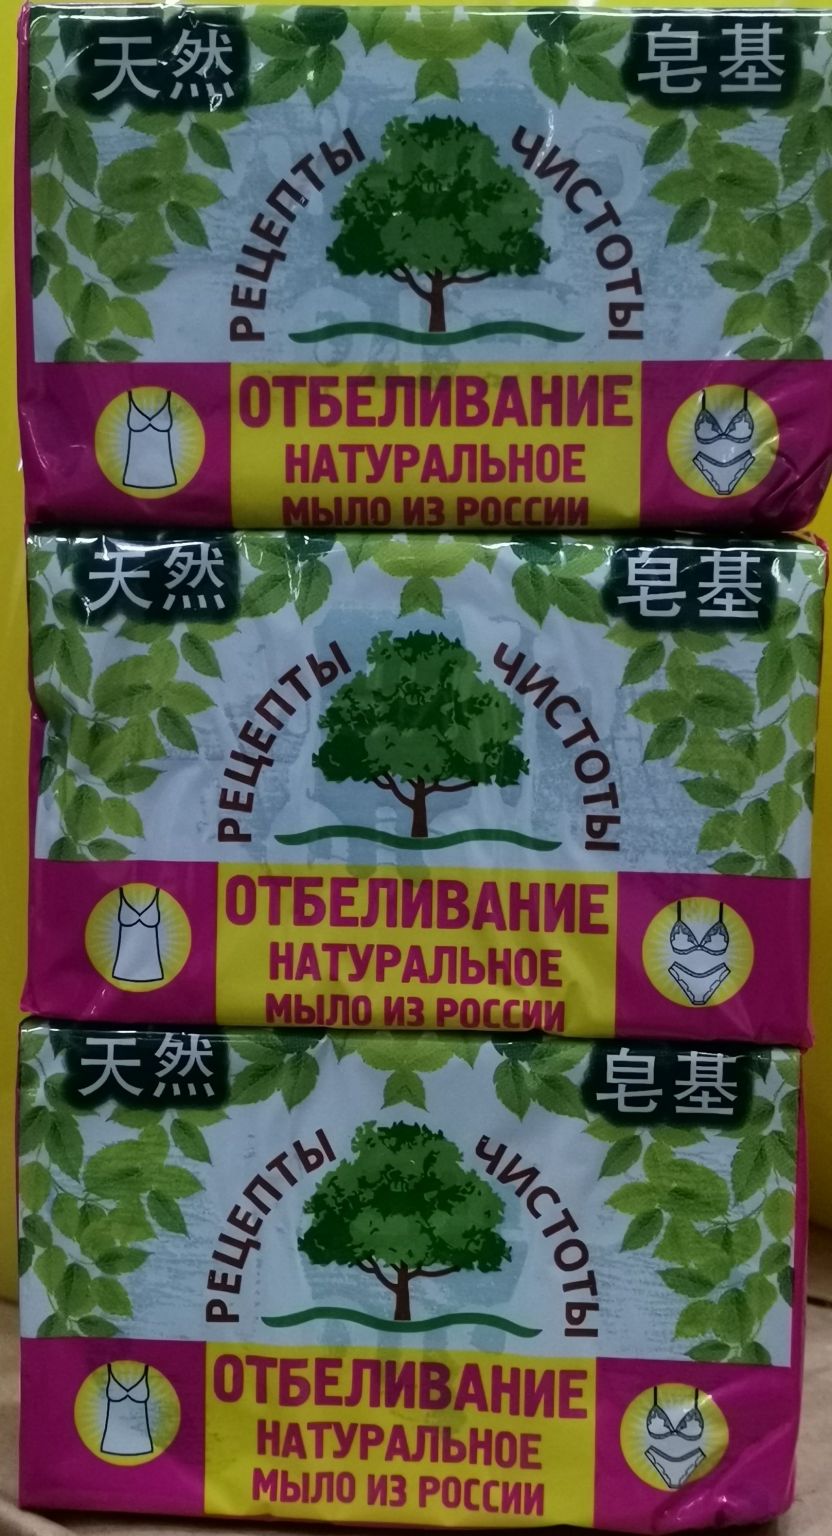 天然 皂基
РЕЦЕПТЫ ЧИСТОТЫ
ОТБЕЛИВАНИЕ
НАТУРАЛЬНОЕ
МЫЛО ИЗ РОССИИ
天然 皂基
РЕЦЕПТЫ ЧИСТОТЫ
ОТБЕЛИВАНИЕ
НАТУРАЛЬНОЕ
МЫЛО ИЗ РОССИИ
天然 皂基
РЕЦЕПТЫ ЧИСТОТЫ
ОТБЕЛИВАНИЕ
НАТУРАЛЬНОЕ
МЫЛО ИЗ РОССИИ